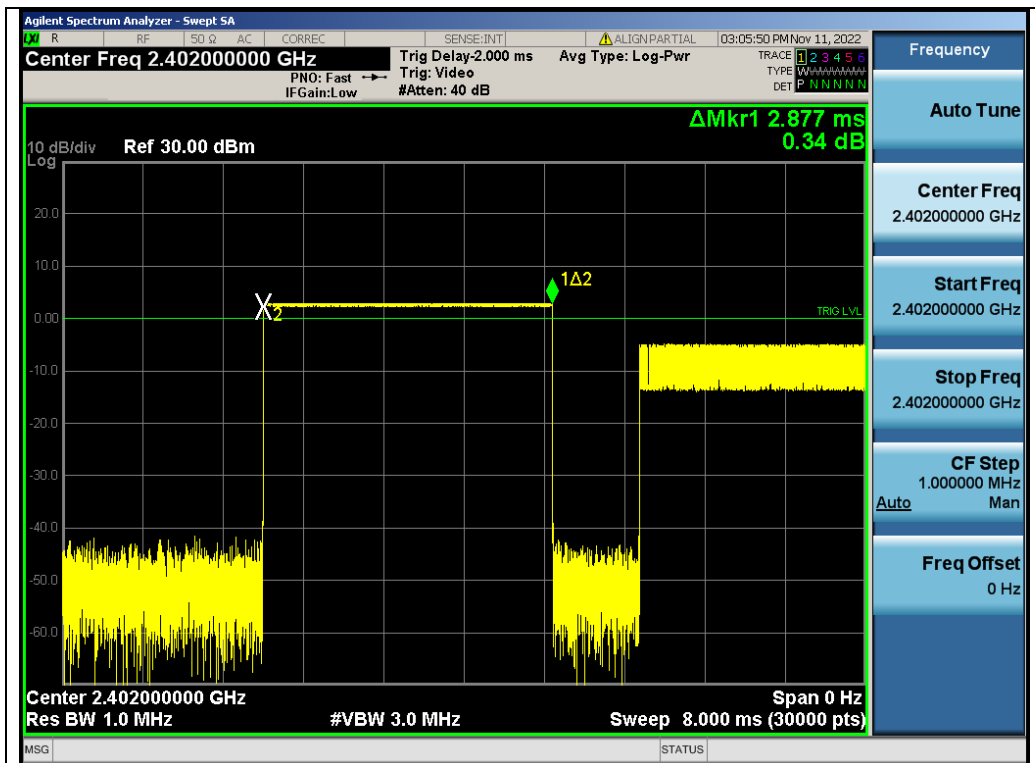 Agilent Spectrum Analyzer - Swept SA
LXI R RF 50 Ω AC CORREC SENSE:INT ALIGN PARTIAL 03:05:50 PM Nov 11, 2022
Center Freq 2.402000000 GHz
PNO: Fast
IFGain:Low
Trig Delay-2.000 ms
Trig: Video
#Atten: 40 dB
Avg Type: Log-Pwr
TRACE 1 2 3 4 5 6
TYPE WWWWWW
DET P N N N N N
ΔMkr1 2.877 ms
0.34 dB
10 dB/div
Log
Ref 30.00 dBm
20.0
10.0
0.00
-10.0
-20.0
-30.0
-40.0
-50.0
-60.0
X2
1Δ2
TRIG LVL
Center 2.402000000 GHz
Span 0 Hz
Res BW 1.0 MHz
#VBW 3.0 MHz
Sweep 8.000 ms (30000 pts)
MSG
STATUS
Frequency
Auto Tune
Center Freq
2.402000000 GHz
Start Freq
2.402000000 GHz
Stop Freq
2.402000000 GHz
CF Step
1.000000 MHz
Auto Man
Freq Offset
0 Hz